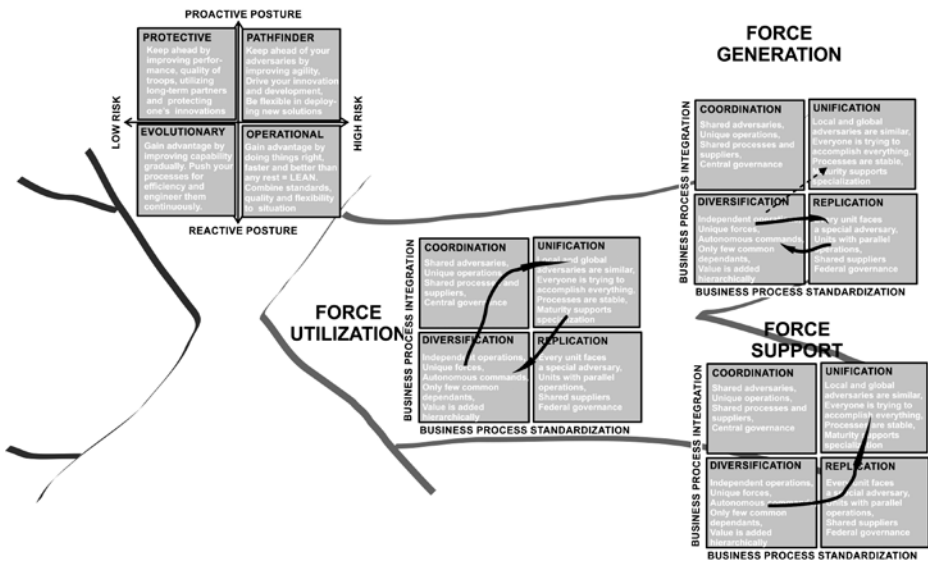 PROACTIVE POSTURE
PROTECTIVE
Keep ahead by
improving perfor-
mance, quality of
troops, utilizing
long-term partners
and protecting
one's innovations
PATHFINDER
Keep ahead of your
adversaries by
improving agility,
Drive your innovation
and development,
Be flexible in deploy-
ing new solutions
LOW RISK
HIGH RISK
EVOLUTIONARY
Gain advantage by
improving capability
gradually. Push your
processes for
efficiency and
engineer them
continuously.
OPERATIONAL
Gain advantage by
doing things right,
faster and better than
any rest = LEAN.
Combine standards,
quality and flexibility
to situation
REACTIVE POSTURE
FORCE
GENERATION
BUSINESS PROCESS INTEGRATION
COORDINATION
Shared adversaries,
Unique operations,
Shared processes and
suppliers,
Central governance
UNIFICATION
Local and global
adversaries are similar,
Everyone is trying to
accomplish everything.
Processes are stable,
Maturity supports
specialization
DIVERSIFICATION
Independent operations,
Unique forces,
Autonomous commands,
Only few common
dependants,
Value is added
hierarchically
REPLICATION
Every unit faces
a special adversary,
Units with parallel
operations,
Shared suppliers
Federal governance
BUSINESS PROCESS STANDARDIZATION
FORCE
UTILIZATION
BUSINESS PROCESS INTEGRATION
COORDINATION
Shared adversaries,
Unique operations,
Shared processes and
suppliers,
Central governance
UNIFICATION
Local and global
adversaries are similar,
Everyone is trying to
accomplish everything.
Processes are stable,
Maturity supports
specialization
DIVERSIFICATION
Independent operations,
Unique forces,
Autonomous commands,
Only few common
dependants,
Value is added
hierarchically
REPLICATION
Every unit faces
a special adversary,
Units with parallel
operations,
Shared suppliers
Federal governance
BUSINESS PROCESS STANDARDIZATION
FORCE
SUPPORT
BUSINESS PROCESS INTEGRATION
COORDINATION
Shared adversaries,
Unique operations,
Shared processes and
suppliers,
Central governance
UNIFICATION
Local and global
adversaries are similar,
Everyone is trying to
accomplish everything.
Processes are stable,
Maturity supports
specialization
DIVERSIFICATION
Independent operations,
Unique forces,
Autonomous commands,
Only few common
dependants,
Value is added
hierarchically
REPLICATION
Every unit faces
a special adversary,
Units with parallel
operations,
Shared suppliers
Federal governance
BUSINESS PROCESS STANDARDIZATION